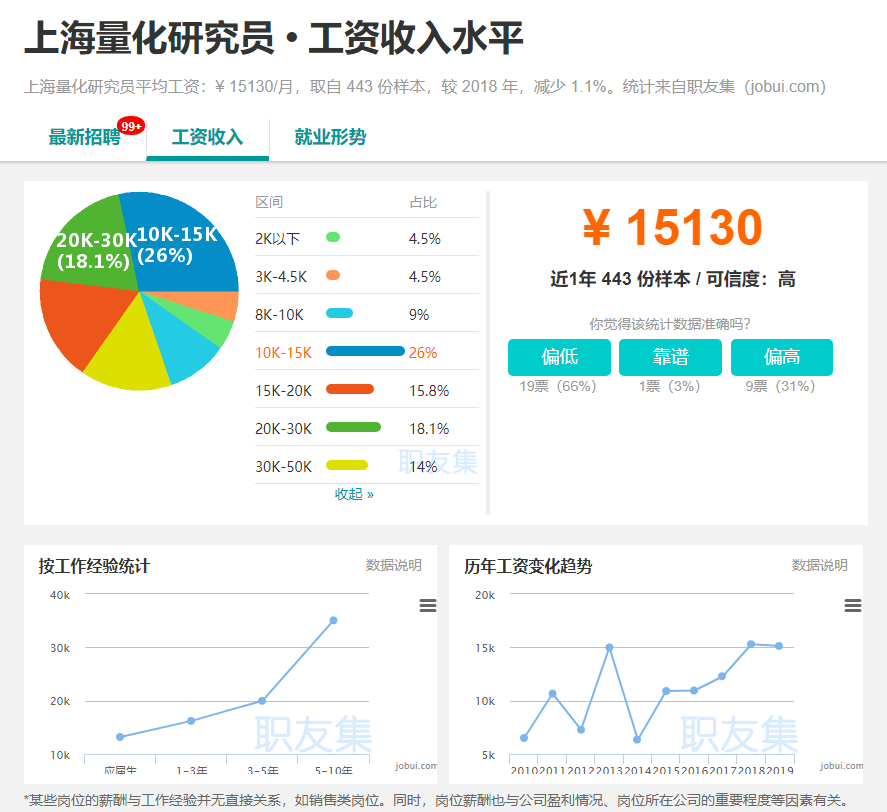 上海量化研究员 • 工资收入水平
上海量化研究员平均工资：¥ 15130/月，取自 443 份样本，较 2018 年，减少 1.1%。统计来自职友集（jobui.com）
最新招聘 99+ 工资收入 就业形势
20K-30K (18.1%)
10K-15K (26%)
区间 占比
2K以下 4.5%
3K-4.5K 4.5%
8K-10K 9%
10K-15K 26%
15K-20K 15.8%
20K-30K 18.1%
30K-50K 14%
职友集
收起 »
¥ 15130
近1年 443 份样本 / 可信度：高
你觉得该统计数据准确吗？
偏低 靠谱 偏高
19票（66%） 1票（3%） 9票（31%）
按工作经验统计 数据说明
40k
30k
20k
10k
应届生 1-3年 3-5年 5-10年
职友集
jobui.com
历年工资变化趋势 数据说明
20k
15k
10k
5k
2010 2011 2012 2013 2014 2015 2016 2017 2018 2019
职友集
jobui.com
*某些岗位的薪酬与工作经验并无直接关系，如销售类岗位。同时，岗位薪酬也与公司盈利情况、岗位所在公司的重要程度等因素有关。